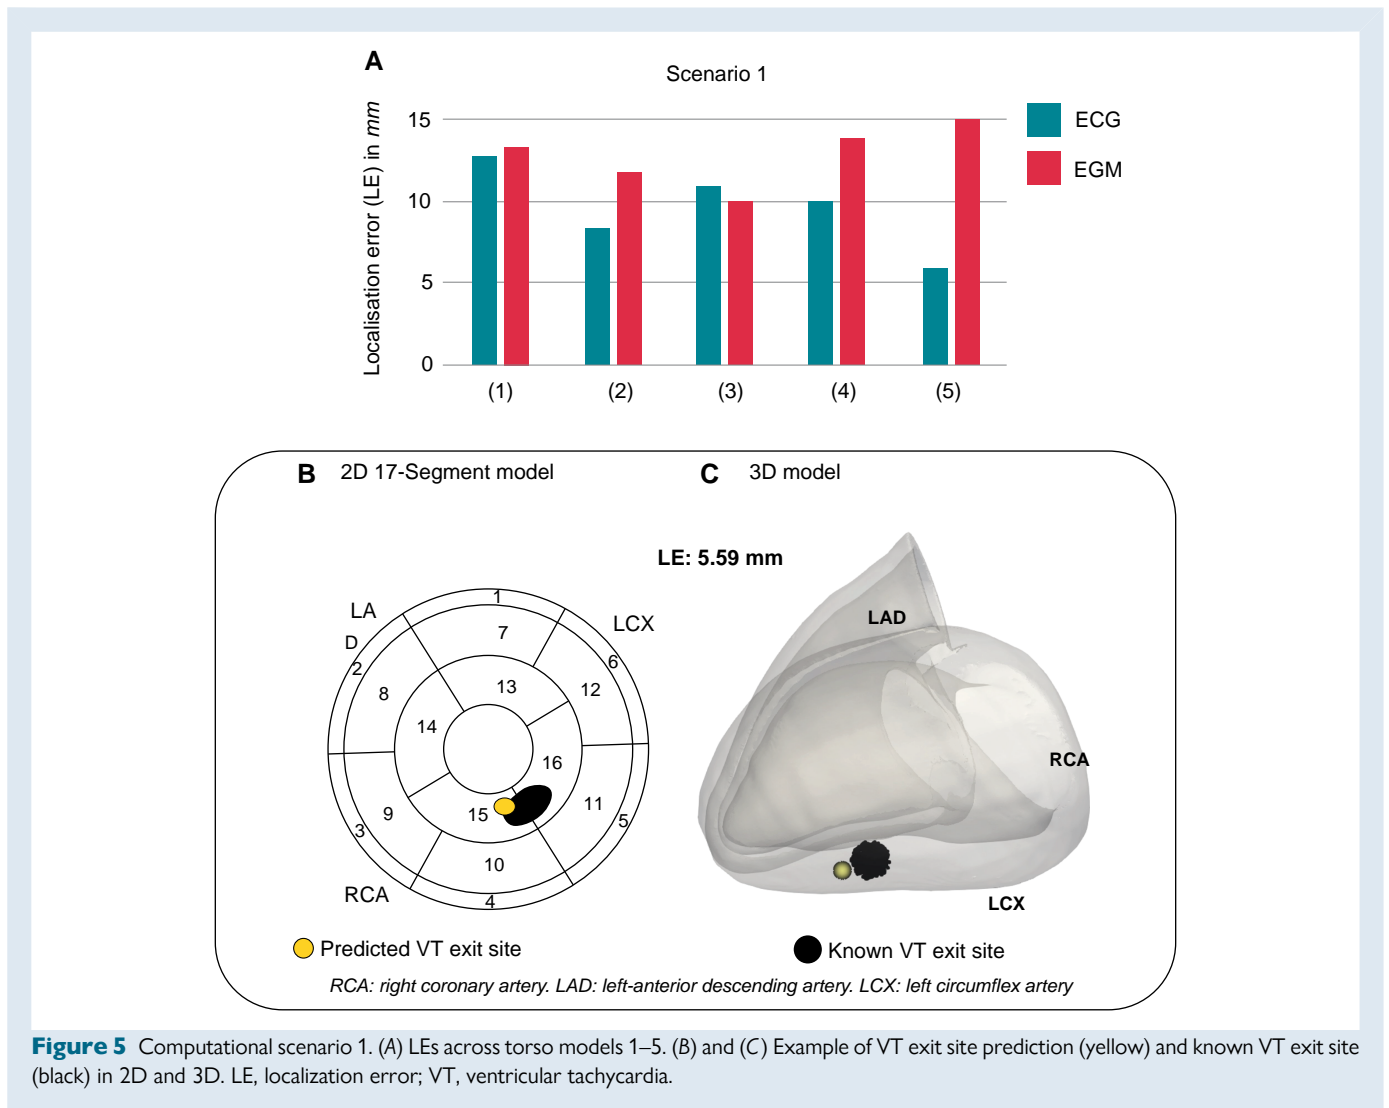 A
Scenario 1
Localisation error (LE) in mm
15
10
5
0
(1) (2) (3) (4) (5)
ECG
EGM
B 2D 17-Segment model
C 3D model
LE: 5.59 mm
LA
D
LCX
RCA
1
2
3
4
5
6
7
8
9
10
11
12
13
14
15
16
LAD
RCA
LCX
Predicted VT exit site
Known VT exit site
RCA: right coronary artery. LAD: left-anterior descending artery. LCX: left circumflex artery
Figure 5 Computational scenario 1. (A) LEs across torso models 1–5. (B) and (C) Example of VT exit site prediction (yellow) and known VT exit site
(black) in 2D and 3D. LE, localization error; VT, ventricular tachycardia.